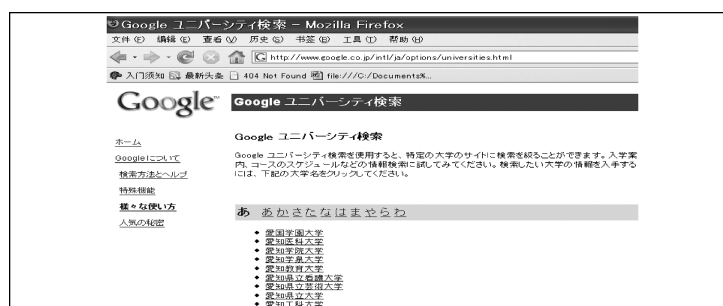 Google ユニバーシティ検索 - Mozilla Firefox
文件(F) 编辑(E) 查看(V) 历史(S) 书签(B) 工具(T) 帮助(H)
http://www.google.co.jp/intl/ja/options/universities.html
入门须知 最新头条 404 Not Found file:///C:/Documents%...
Google™ Google ユニバーシティ検索
Google ユニバーシティ検索
Google ユニバーシティ検索を使用すると、特定の大学のサイトに検索を絞ることができます。入学案
内、コースのスケジュールなどの情報検索に試してみてください。検索したい大学の情報を入手する
には、下記の大学名をクリックしてください。
ホーム
Googleについて
検索方法とヘルプ
特殊機能
様々な使い方
人気の秘密
あ あ か さ た な は ま や ら わ
愛国学園大学
愛知医科大学
愛知学院大学
愛知学泉大学
愛知教育大学
愛知県立看護大学
愛知県立芸術大学
愛知県立大学
愛知工科大学